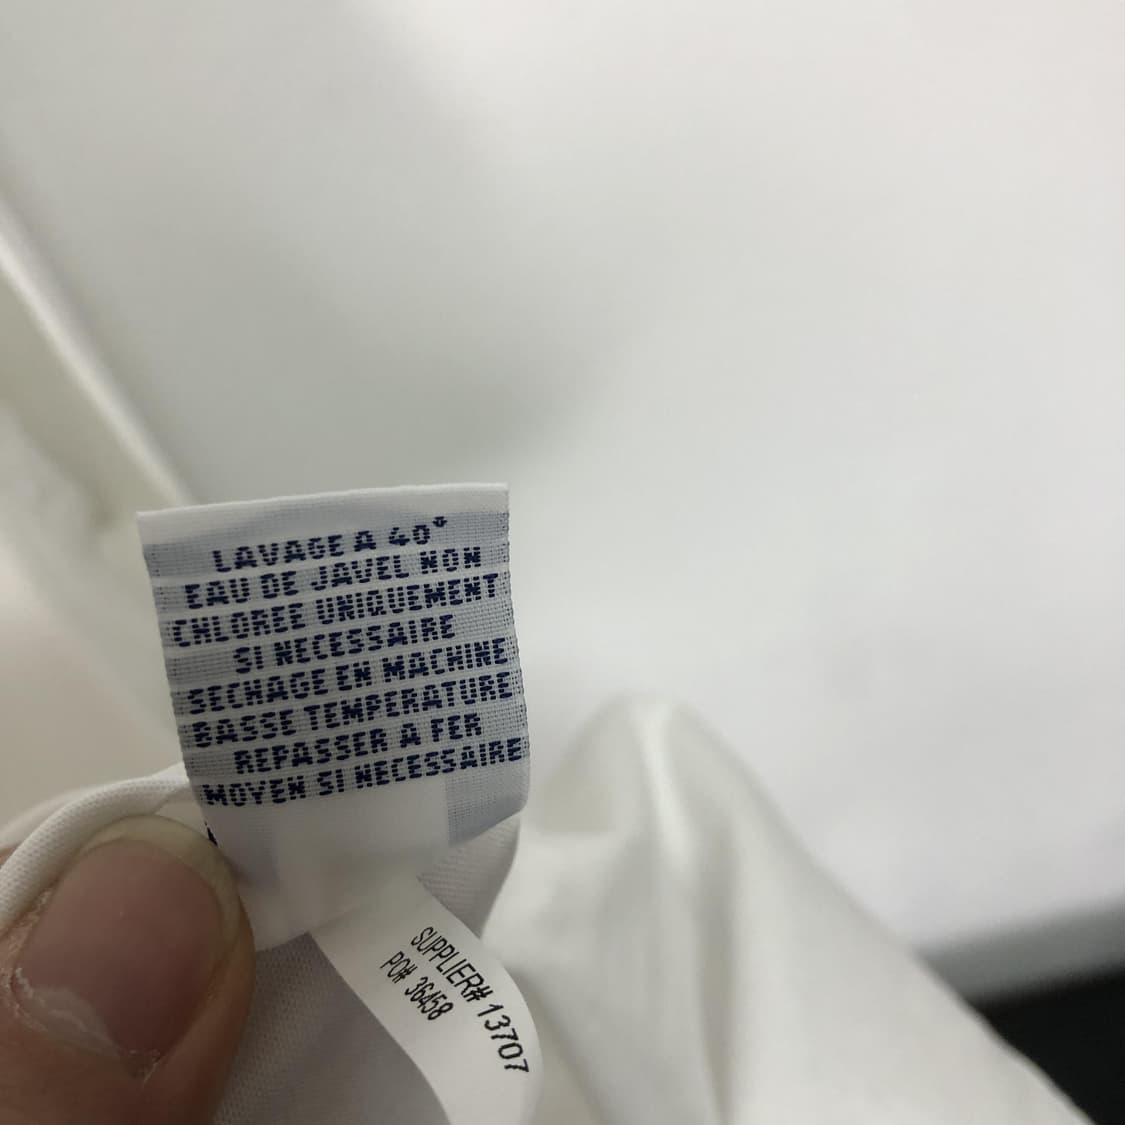 LAVAGE A 40°
EAU DE JAVEL NON
CHLOREE UNIQUEMENT
SI NECESSAIRE
SECHAGE EN MACHINE
BASSE TEMPERATURE
REPASSER A FER
MOYEN SI NECESSAIRE
SUPPLIER# 13707
PO# 36458